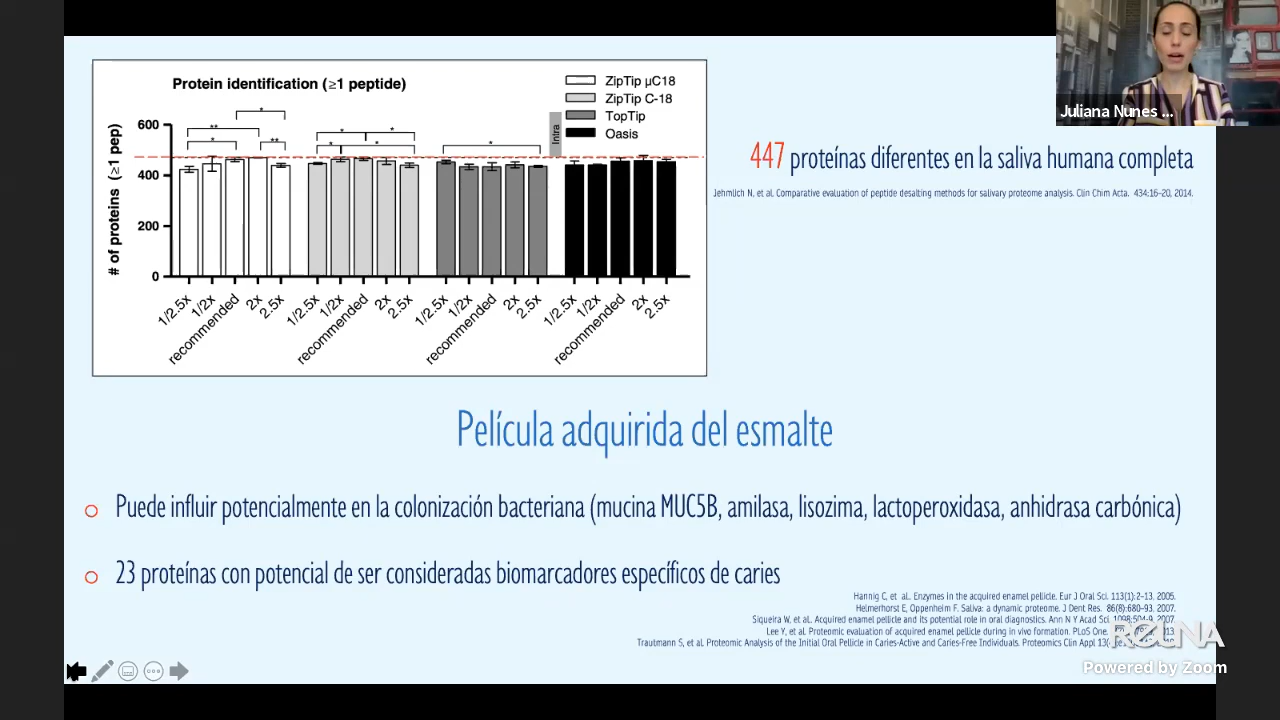 Protein identification (≥1 peptide)
ZipTip µC18
ZipTip C-18
TopTip
Oasis
Intra
# of proteins (≥1 pep)
600
400
200
0
* ** * ** * * * * *
1/2.5x 1/2x recommended 2x 2.5x 1/2.5x 1/2x recommended 2x 2.5x 1/2.5x 1/2x recommended 2x 2.5x 1/2.5x 1/2x recommended 2x 2.5x
Juliana Nunes ...
447 proteínas diferentes en la saliva humana completa
Jehmlich N, et al. Comparative evaluation of peptide desalting methods for salivary proteome analysis. Clin Chim Acta. 434:16-20, 2014.
Película adquirida del esmalte
Puede influir potencialmente en la colonización bacteriana (mucina MUC5B, amilasa, lisozima, lactoperoxidasa, anhidrasa carbónica)
23 proteínas con potencial de ser consideradas biomarcadores específicos de caries
Hannig C, et al. Enzymes in the acquired enamel pellicle. Eur J Oral Sci. 113(1):2-13. 2005.
Helmerhorst E, Oppenheim F. Saliva: a dynamic proteome. J Dent Res. 86(8):680-93. 2007.
Siqueira W, et al. Acquired enamel pellicle and its potential role in oral diagnostics. Ann N Y Acad Sci. 1098:504-9. 2007.
Lee Y, et al. Proteomic evaluation of acquired enamel pellicle during in vivo formation. PLoS One.
Trautmann S, et al. Proteomic Analysis of the Initial Oral Pellicle in Caries-Active and Caries-Free Individuals. Proteomics Clin Appl
Powered by Zoom